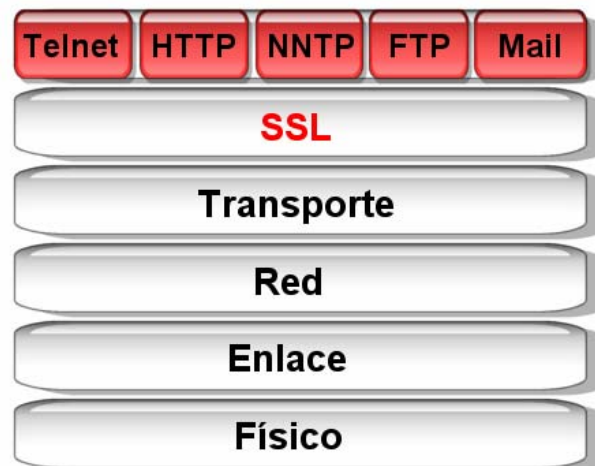 Telnet HTTP NNTP FTP Mail
SSL
Transporte
Red
Enlace
Físico